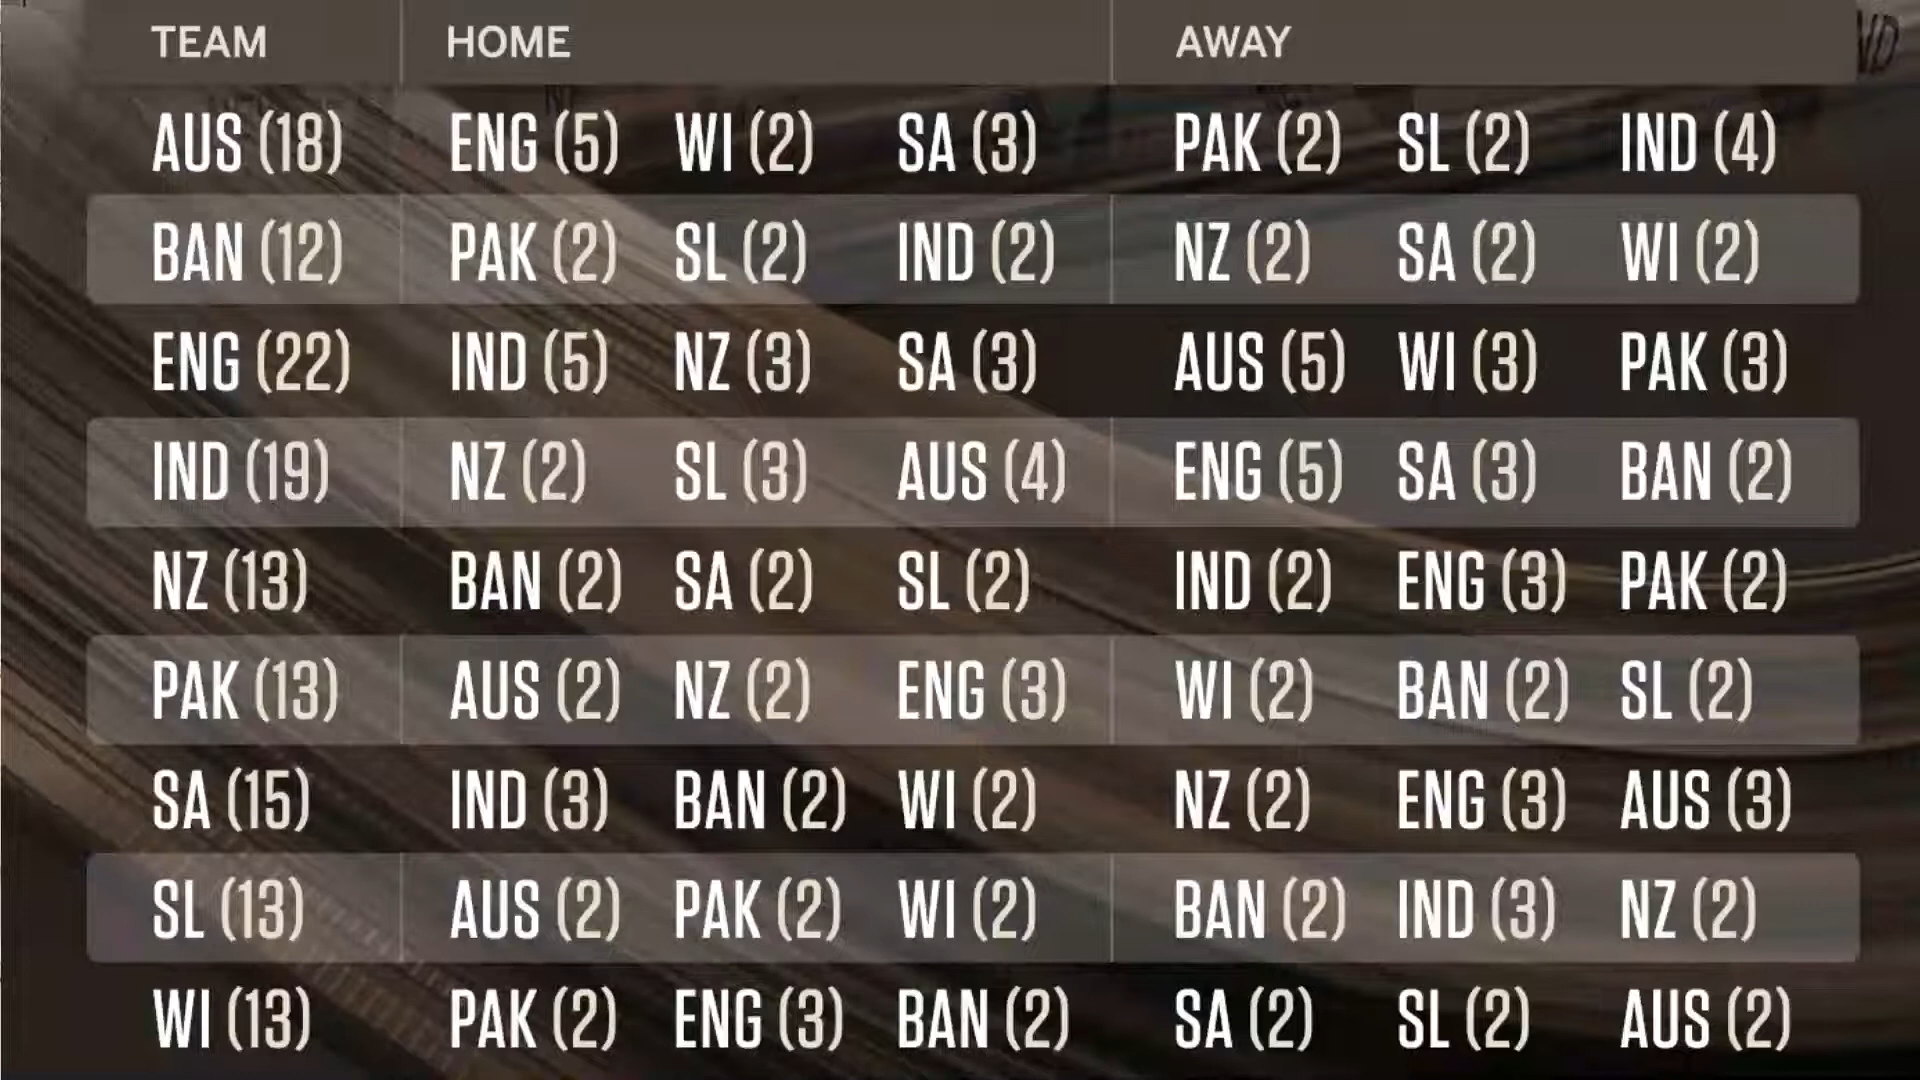 TEAM HOME AWAY
AUS (18) ENG (5) WI (2) SA (3) PAK (2) SL (2) IND (4)
BAN (12) PAK (2) SL (2) IND (2) NZ (2) SA (2) WI (2)
ENG (22) IND (5) NZ (3) SA (3) AUS (5) WI (3) PAK (3)
IND (19) NZ (2) SL (3) AUS (4) ENG (5) SA (3) BAN (2)
NZ (13) BAN (2) SA (2) SL (2) IND (2) ENG (3) PAK (2)
PAK (13) AUS (2) NZ (2) ENG (3) WI (2) BAN (2) SL (2)
SA (15) IND (3) BAN (2) WI (2) NZ (2) ENG (3) AUS (3)
SL (13) AUS (2) PAK (2) WI (2) BAN (2) IND (3) NZ (2)
WI (13) PAK (2) ENG (3) BAN (2) SA (2) SL (2) AUS (2)